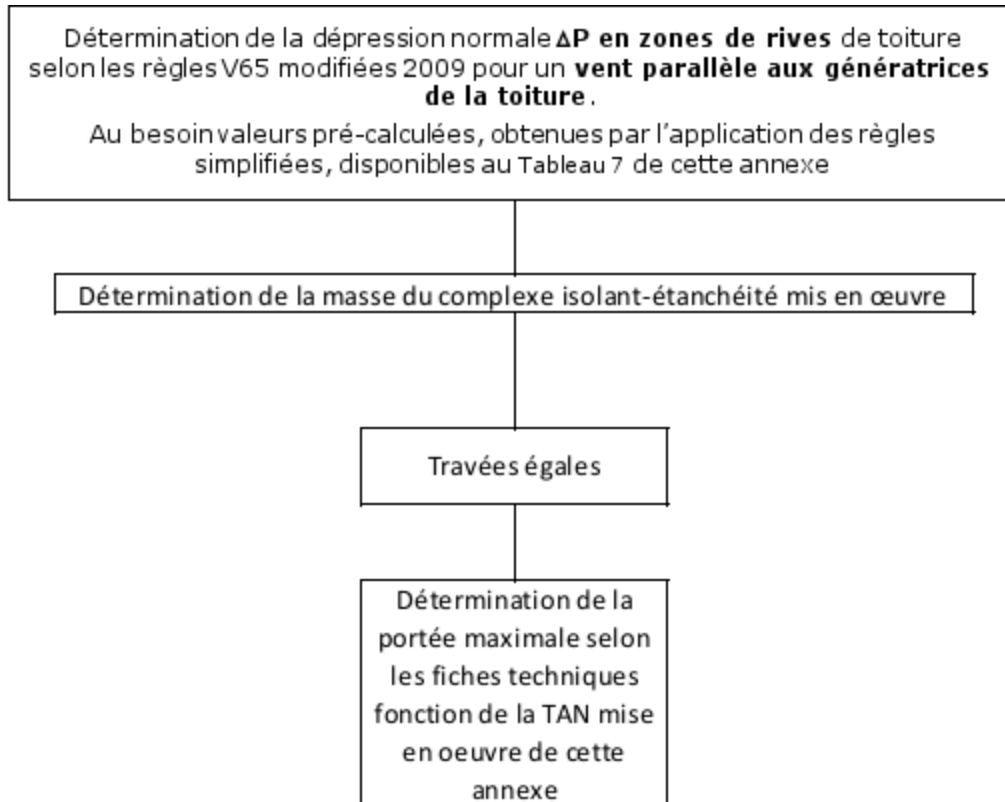 Détermination de la dépression normale ΔP en zones de rives de toiture
selon les règles V65 modifiées 2009 pour un vent parallèle aux génératrices
de la toiture.
Au besoin valeurs pré-calculées, obtenues par l'application des règles
simplifiées, disponibles au Tableau 7 de cette annexe
Détermination de la masse du complexe isolant-étanchéité mis en œuvre
Travées égales
Détermination de la
portée maximale selon
les fiches techniques
fonction de la TAN mise
en oeuvre de cette
annexe